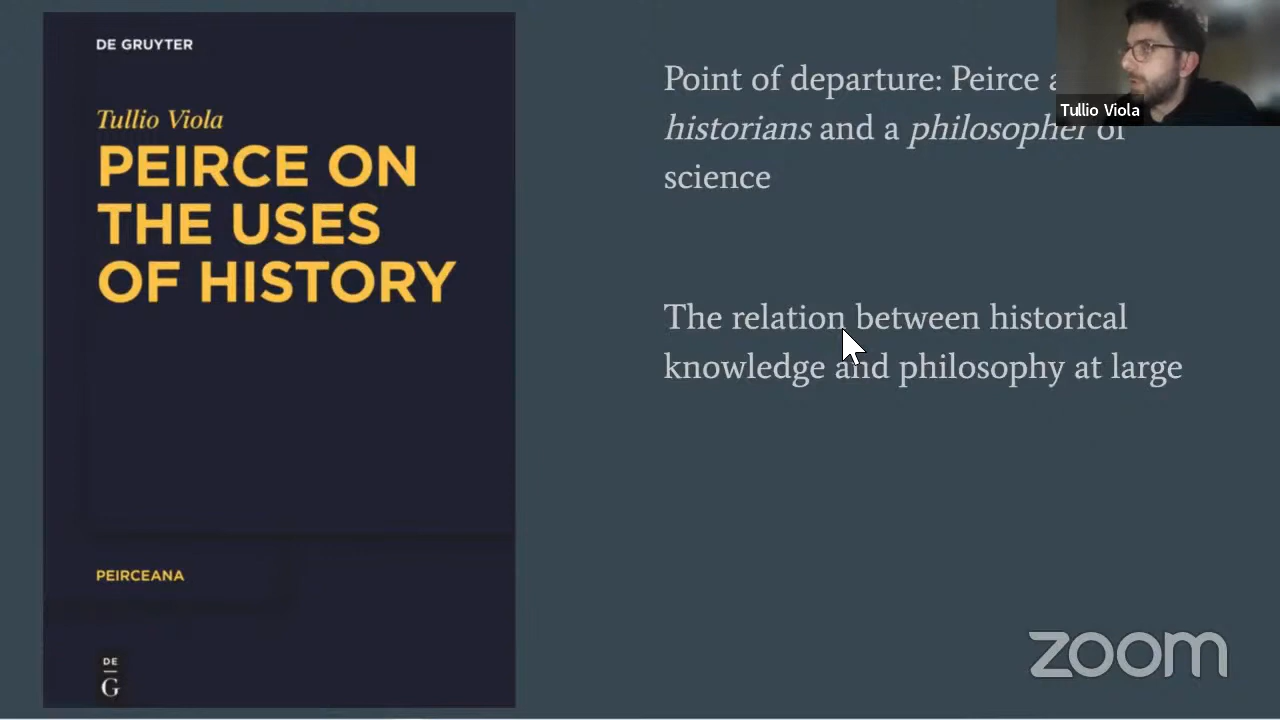 DE GRUYTER
Tullio Viola
PEIRCE ON
THE USES
OF HISTORY
PEIRCEANA
DE
G
Point of departure: Peirce a
historians and a philosopher of
science
The relation between historical
knowledge and philosophy at large
Tullio Viola
zoom